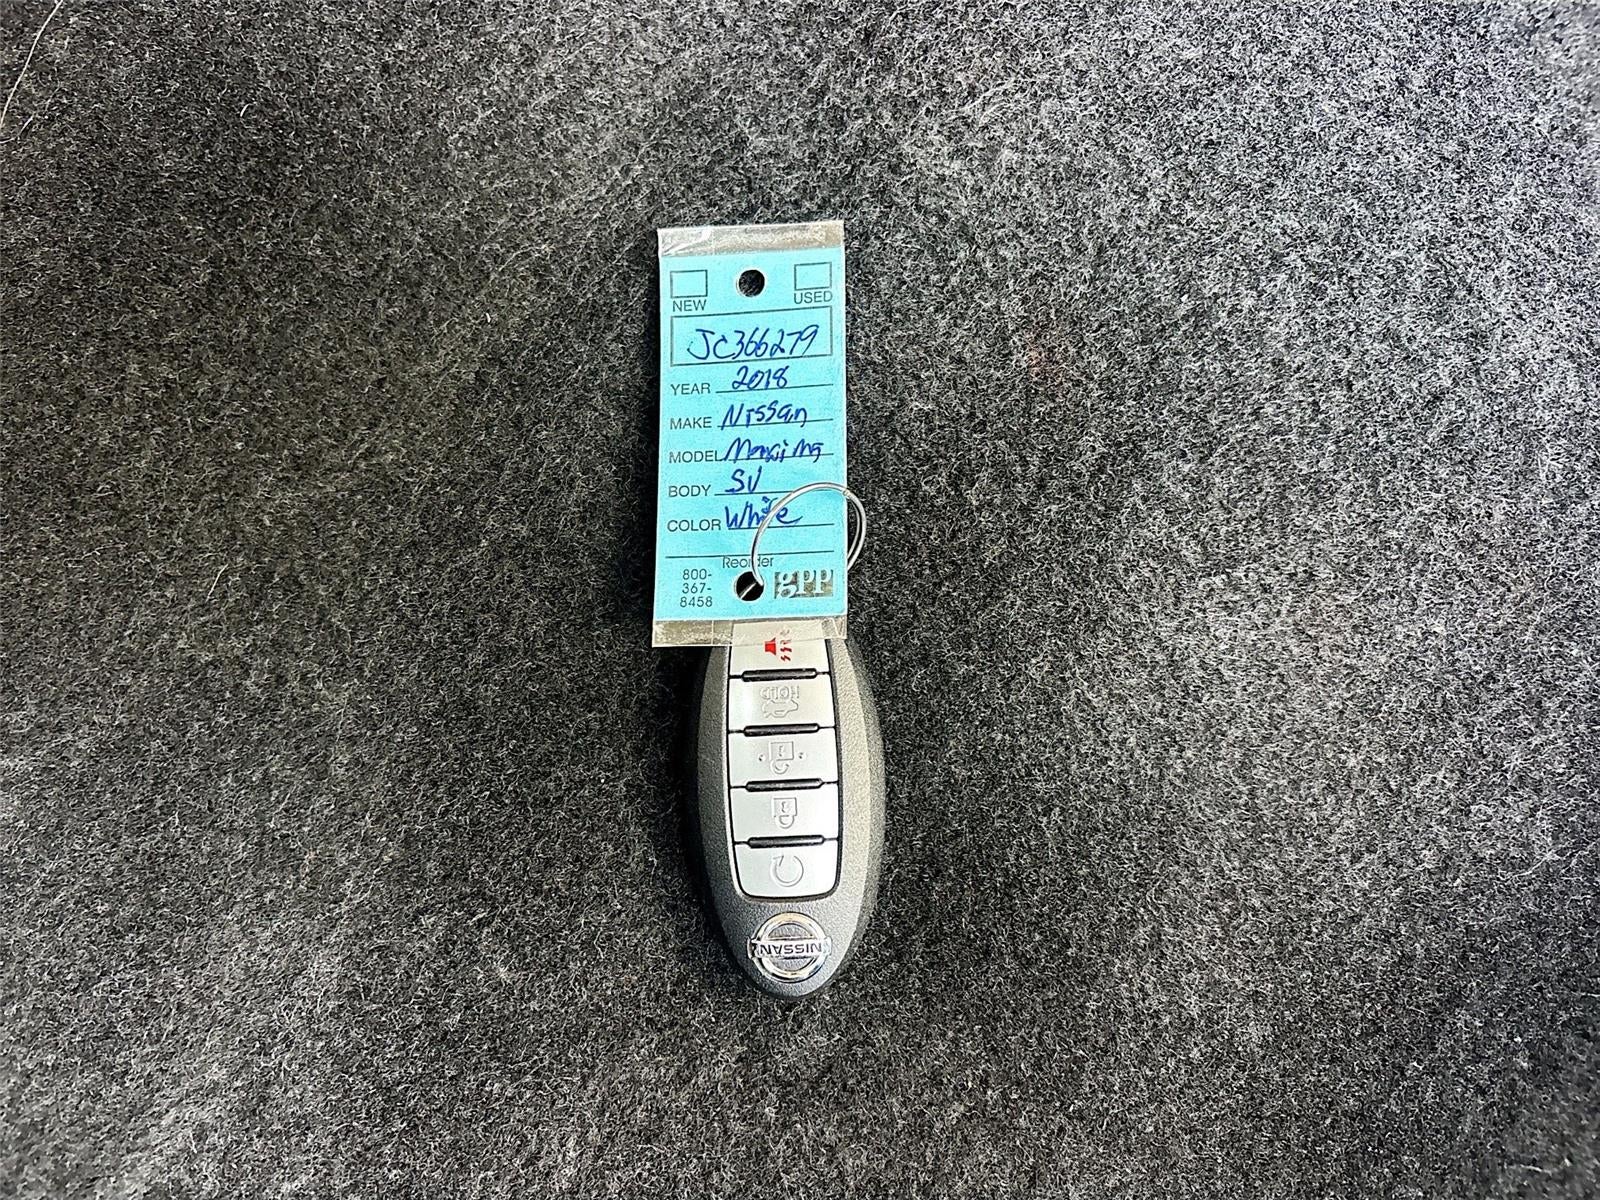 NEW USED
JC366279
YEAR 2018
MAKE Nissan
MODEL Maxima
BODY SV
COLOR White
Reorder
800-
367-
8458
gpp
HOLD
NISSAN